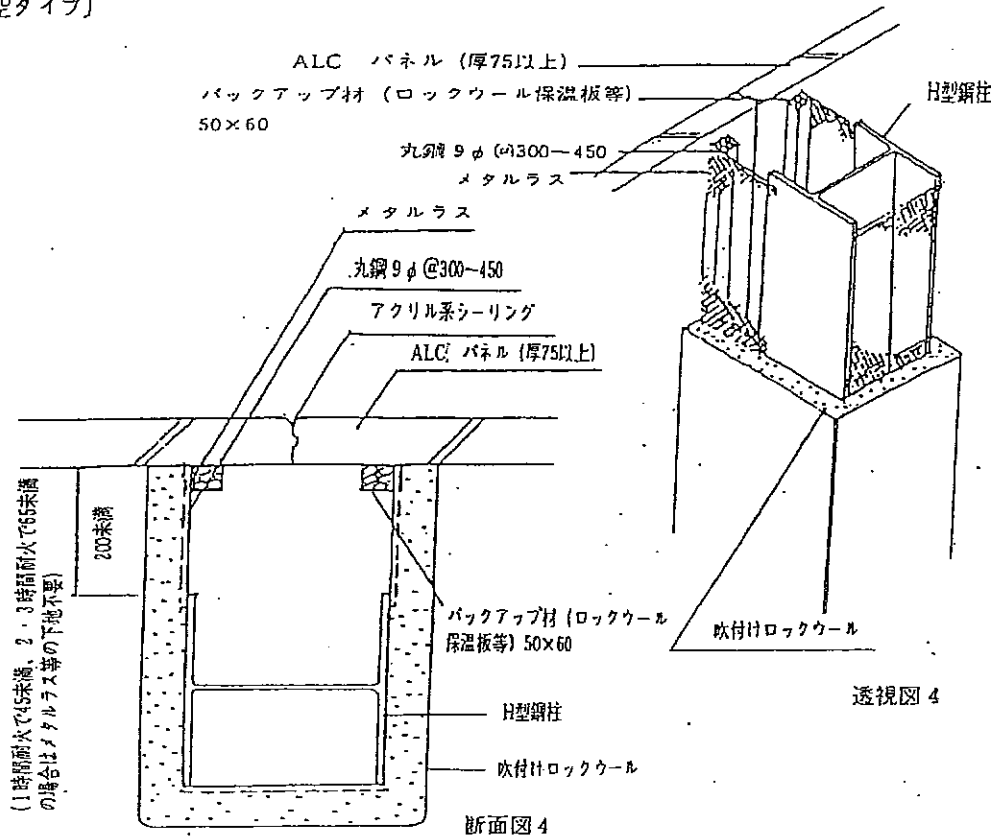 型タイプ］
ALC パネル (厚75以上)
バックアップ材 (ロックウール保温板等)
50×60
H型鋼柱
丸鋼 9φ @300-450
メタルラス
メタルラス
丸鋼 9φ @300~450
アクリル系シーリング
ALC パネル (厚75以上)
200未満
(1時間耐火で45未満、2・3時間耐火で65未満
の場合はメタルラス等の下地不要)
バックアップ材 (ロックウール
保温板等) 50×60
H型鋼柱
吹付けロックウール
断面図4
吹付けロックウール
透視図4